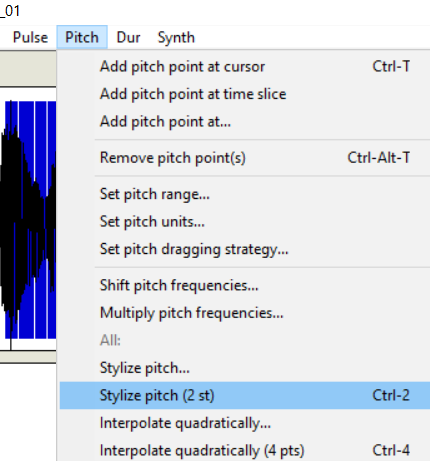 _01
Pulse Pitch Dur Synth
Add pitch point at cursor Ctrl-T
Add pitch point at time slice
Add pitch point at...
Remove pitch point(s) Ctrl-Alt-T
Set pitch range...
Set pitch units...
Set pitch dragging strategy...
Shift pitch frequencies...
Multiply pitch frequencies...
All:
Stylize pitch...
Stylize pitch (2 st) Ctrl-2
Interpolate quadratically...
Interpolate quadratically (4 pts) Ctrl-4